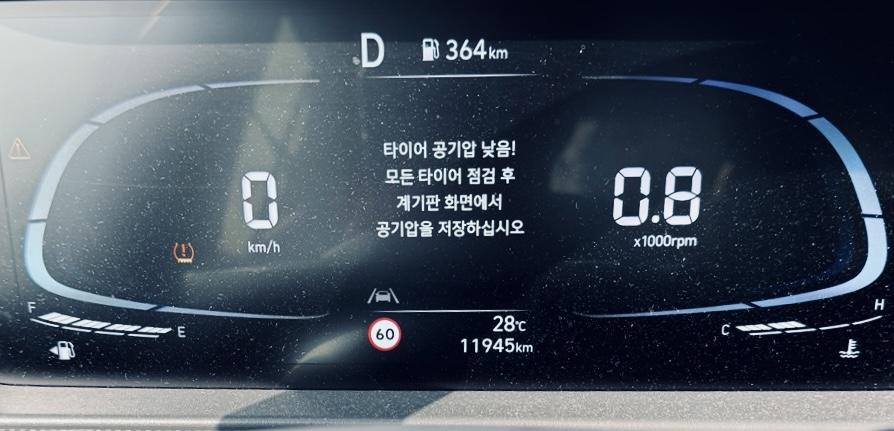 D 364km
타이어 공기압 낮음!
모든 타이어 점검 후
계기판 화면에서
공기압을 저장하십시오
0
km/h
0.8
x1000rpm
F E
60
28℃
11945km
C H